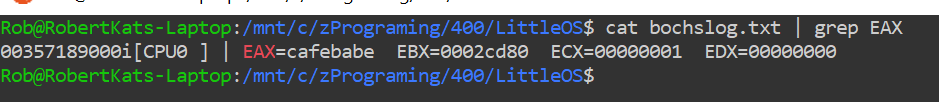 Rob@RobertKats-Laptop:/mnt/c/zPrograming/400/LittleOS$ cat bochslog.txt | grep EAX
00357189000i[CPU0 ] | EAX=cafebabe  EBX=0002cd80  ECX=00000001  EDX=00000000
Rob@RobertKats-Laptop:/mnt/c/zPrograming/400/LittleOS$